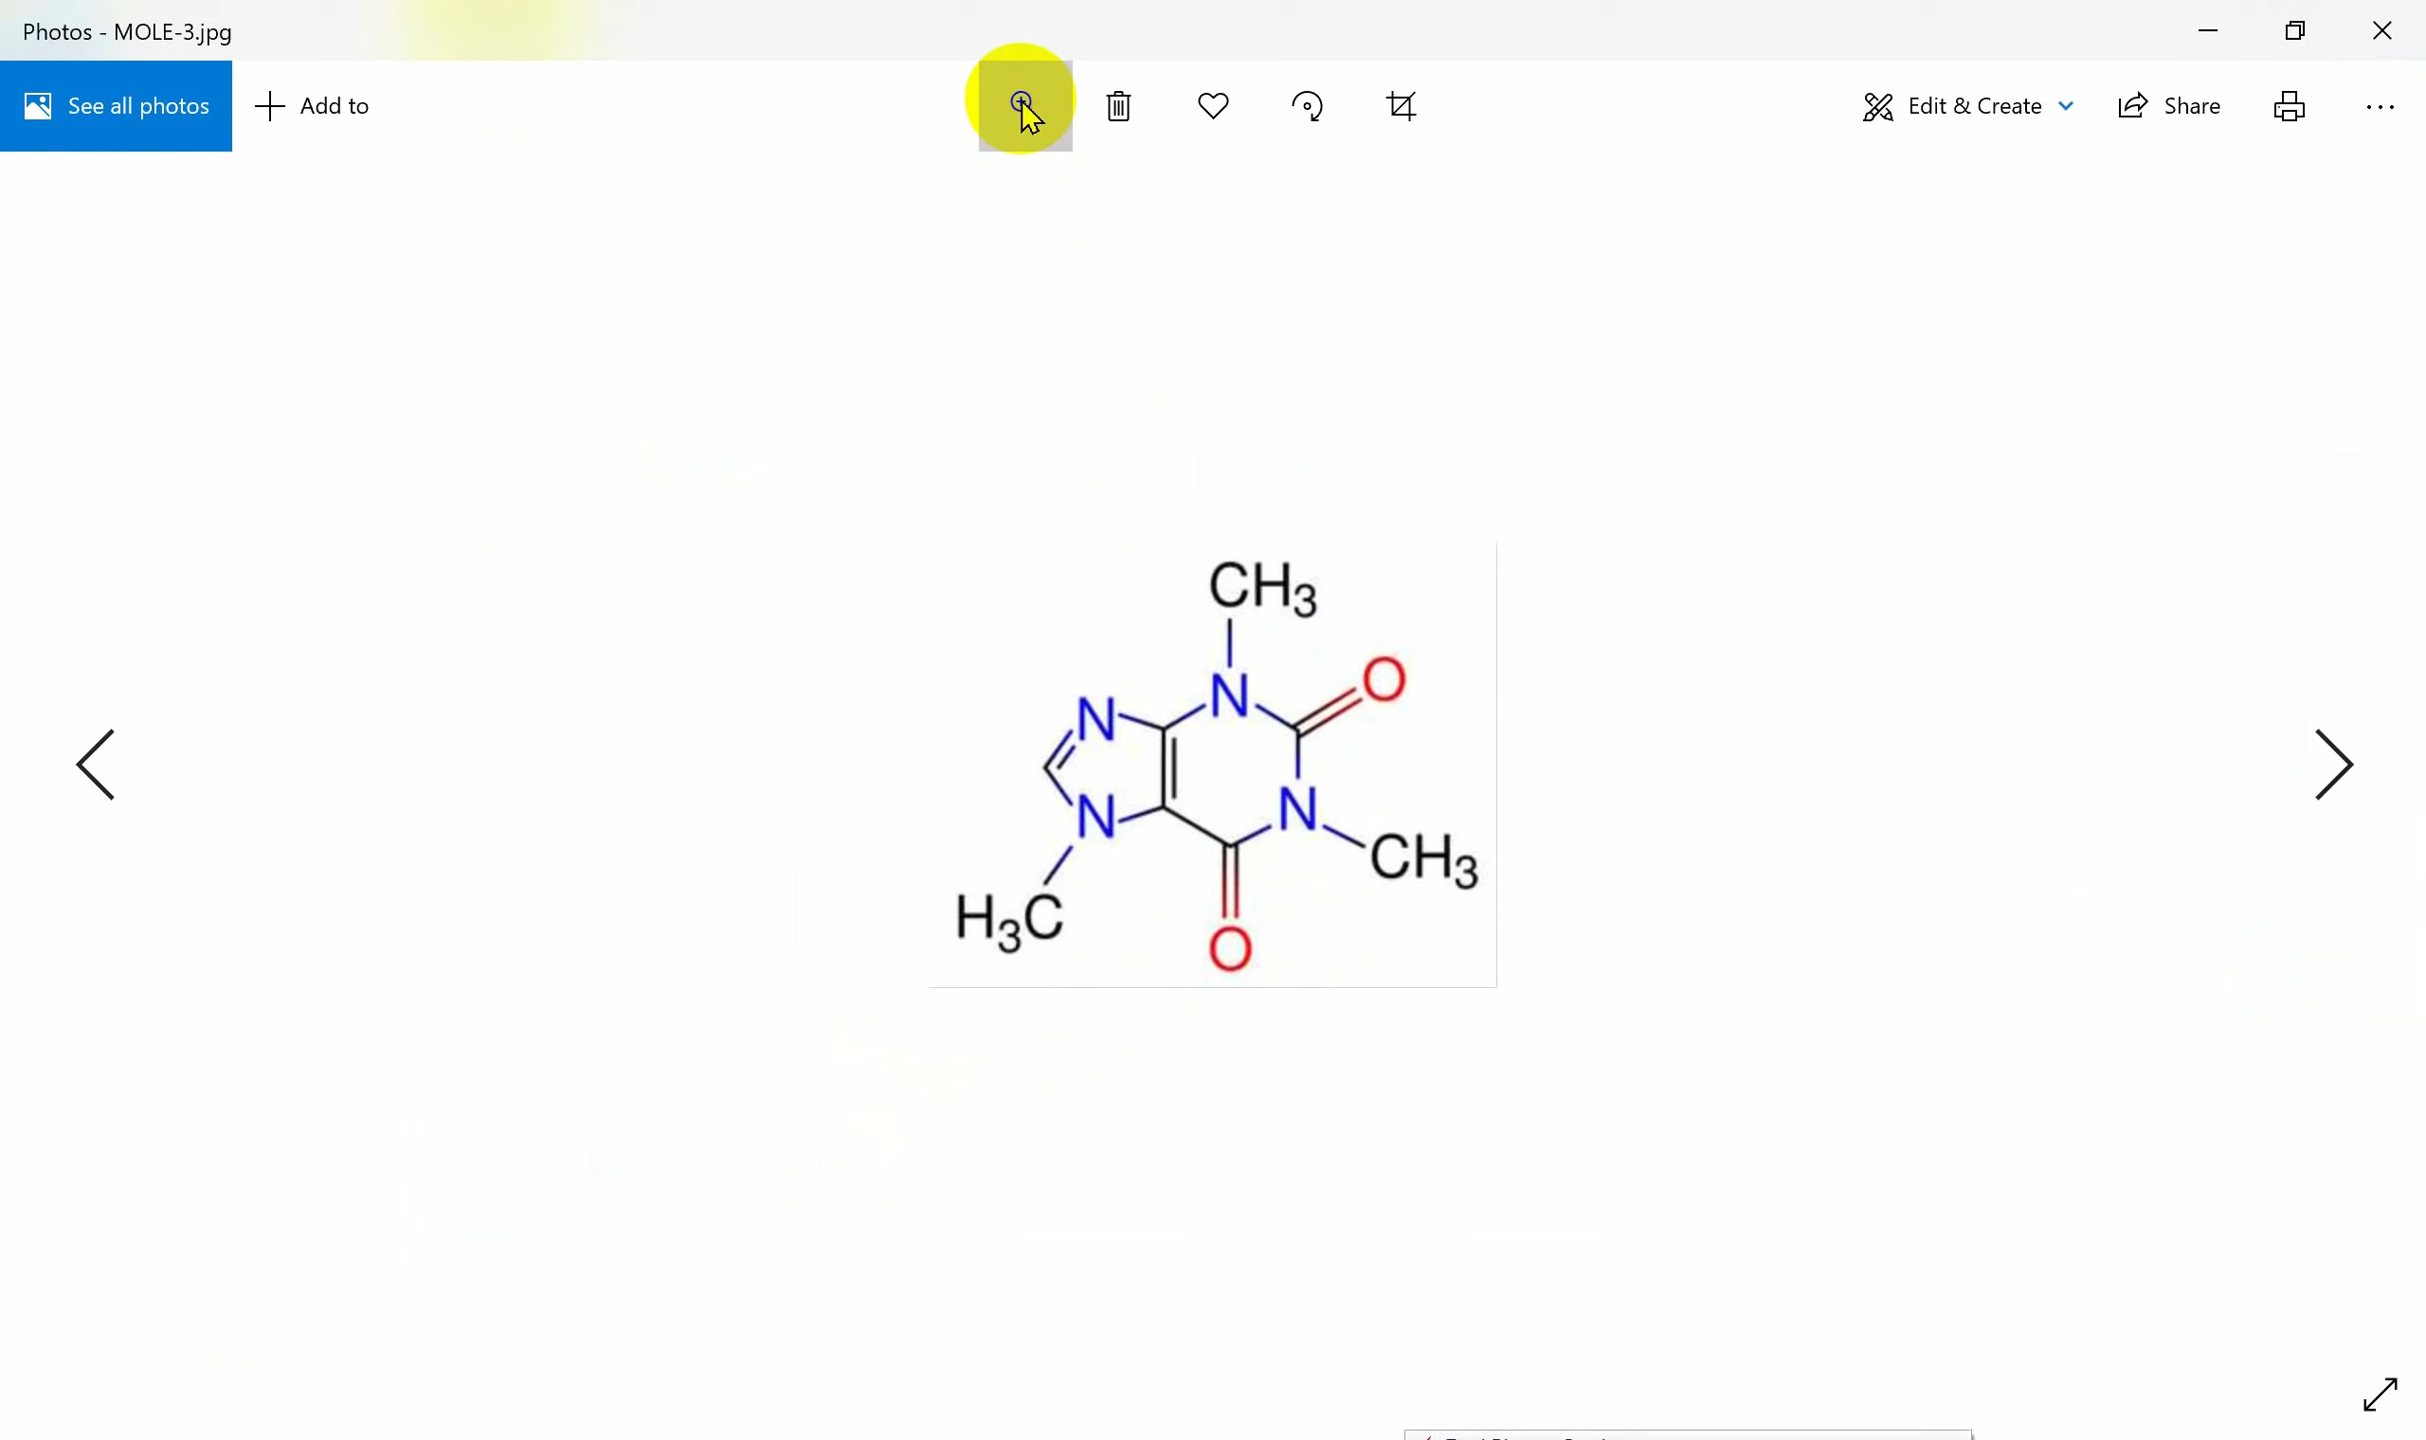 Photos - MOLE-3.jpg
See all photos
Add to
Edit & Create
Share
CH3
O
N
N
N
CH3
N
H3C
O